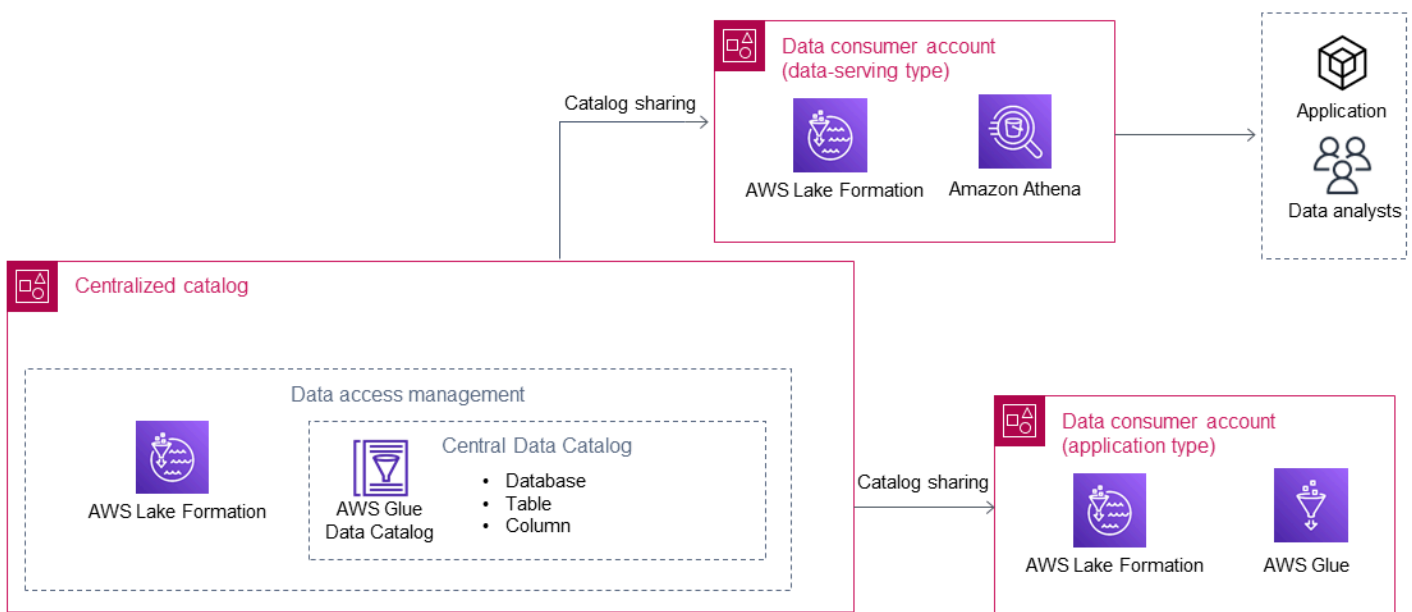 Data consumer account
(data-serving type)
Catalog sharing
AWS Lake Formation
Amazon Athena
Application
Data analysts
Centralized catalog
Data access management
AWS Lake Formation
Central Data Catalog
• Database
• Table
• Column
AWS Glue
Data Catalog
Catalog sharing
Data consumer account
(application type)
AWS Lake Formation
AWS Glue